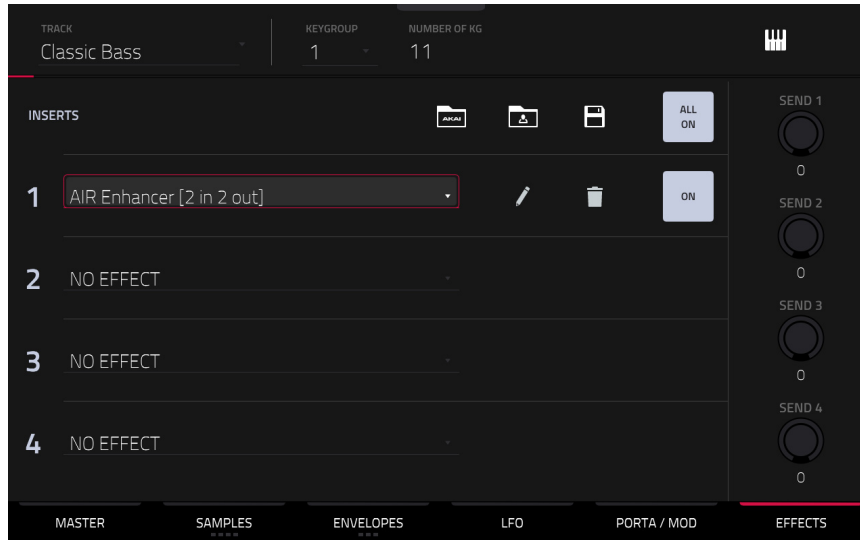 TRACK
Classic Bass
KEYGROUP
1
NUMBER OF KG
11
INSERTS
AKAI
ALL
ON
1
AIR Enhancer [2 in 2 out]
ON
2
NO EFFECT
3
NO EFFECT
4
NO EFFECT
SEND 1
0
SEND 2
0
SEND 3
0
SEND 4
0
MASTER
SAMPLES
ENVELOPES
LFO
PORTA / MOD
EFFECTS